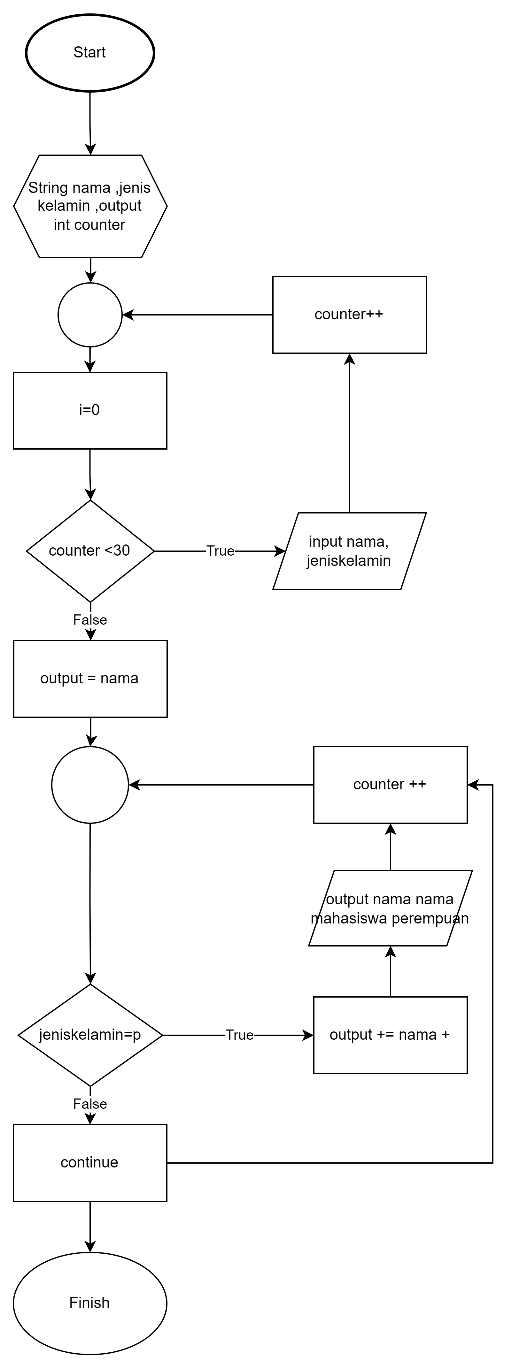 Start
String nama ,jenis
kelamin ,output
int counter
counter++
i=0
counter <30
True
input nama,
jeniskelamin
False
output = nama
counter ++
output nama nama
mahasiswa perempuan
jeniskelamin=p
True
output += nama +
False
continue
Finish